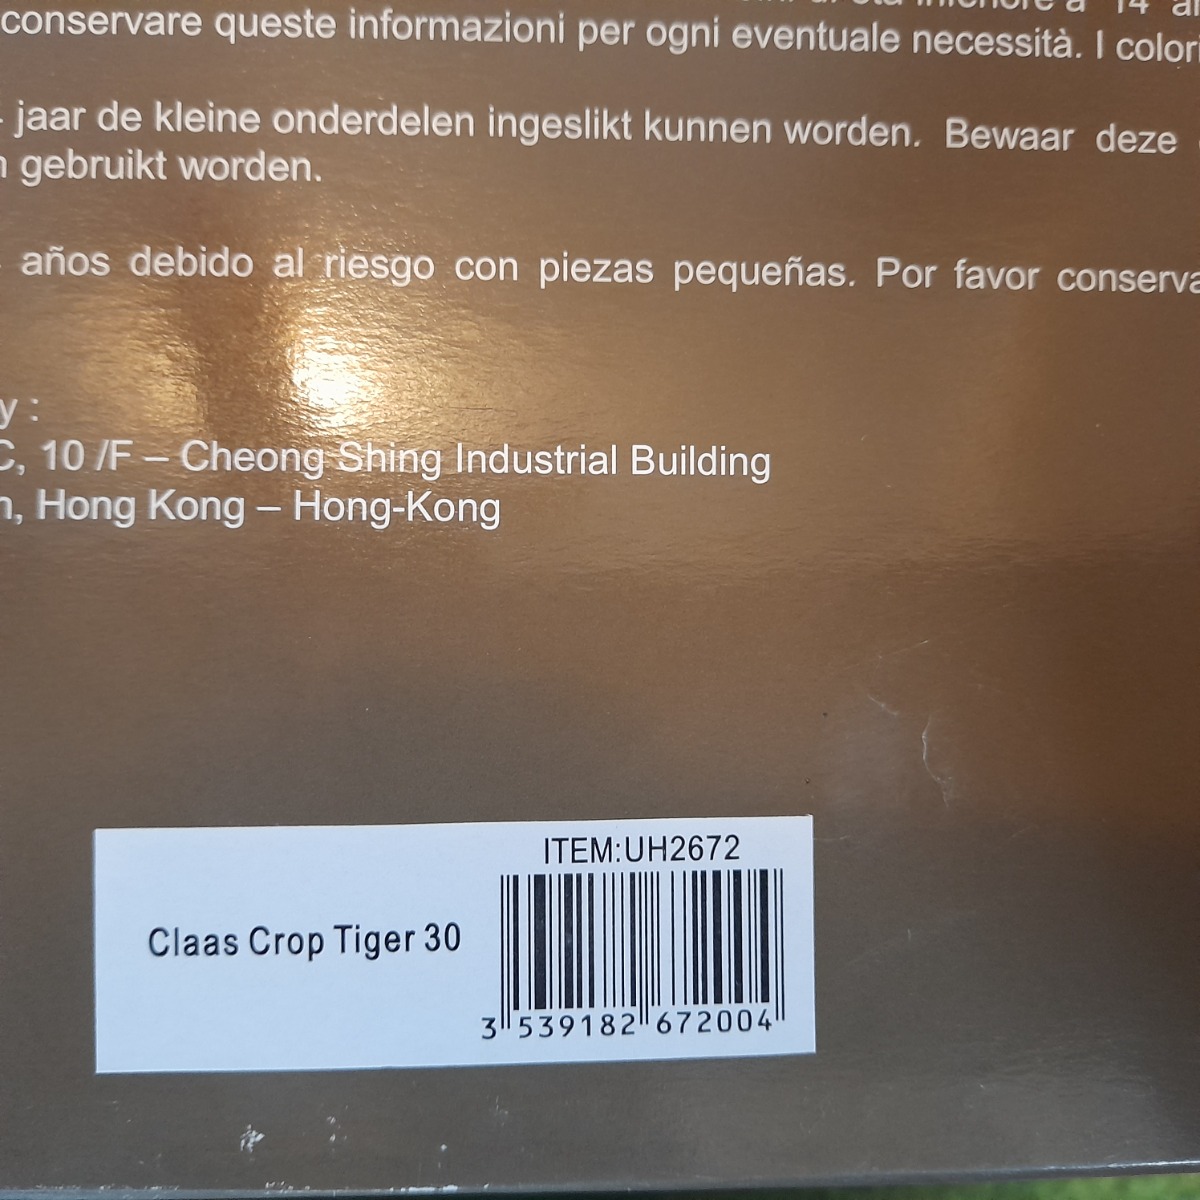 inferiore a 14
conservare queste informazioni per ogni eventuale necessità. I colori
jaar de kleine onderdelen ingeslikt kunnen worden. Bewaar deze
gebruikt worden.
años debido al riesgo con piezas pequeñas. Por favor conserva
y :
C, 10 /F – Cheong Shing Industrial Building
n, Hong Kong – Hong-Kong
ITEM:UH2672
Claas Crop Tiger 30
3 539182 672004